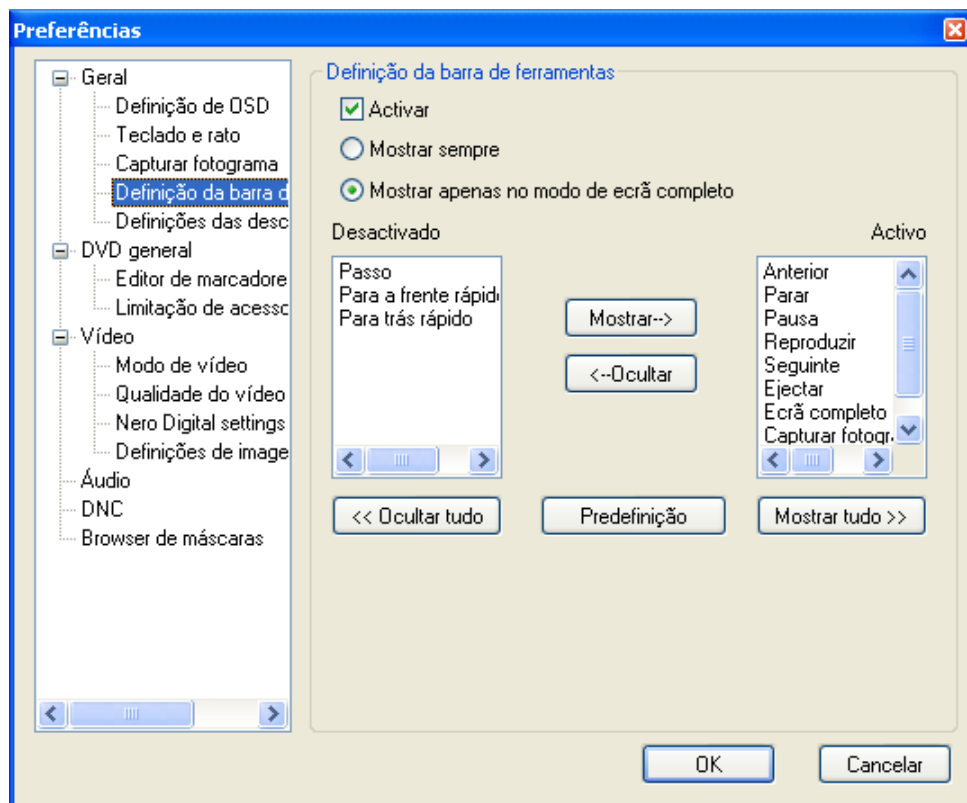 Preferências
Geral
Definição de OSD
Teclado e rato
Capturar fotograma
Definição da barra d
Definições das desc
DVD general
Editor de marcadore
Limitação de acesso
Vídeo
Modo de vídeo
Qualidade do vídeo
Nero Digital settings
Definições de image
Áudio
DNC
Browser de máscaras
Definição da barra de ferramentas
Activar
Mostrar sempre
Mostrar apenas no modo de ecrã completo
Desactivado
Activo
Passo
Para a frente rápido
Para trás rápido
Mostrar-->
<--Ocultar
Anterior
Parar
Pausa
Reproduzir
Seguinte
Ejectar
Ecrã completo
Capturar fotogr
<< Ocultar tudo
Predefinição
Mostrar tudo >>
OK
Cancelar